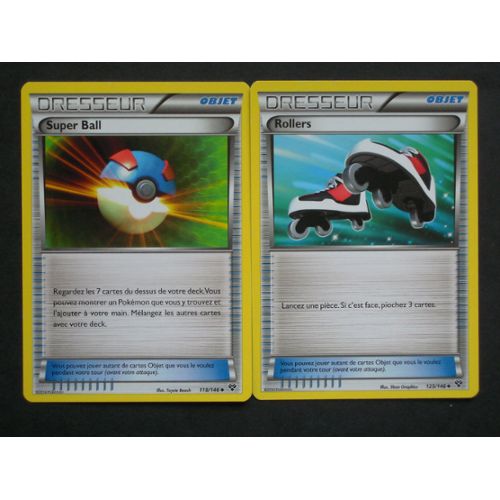 DRESSEUR OBJET
Super Ball
Regardez les 7 cartes du dessus de votre deck. Vous
pouvez montrer un Pokémon que vous y trouvez et
l'ajouter à votre main. Mélangez les autres cartes
avec votre deck.
Vous pouvez jouer autant de cartes Objet que vous le voulez
pendant votre tour (avant votre attaque).
Illus. Toyste Beach 118/146
DRESSEUR OBJET
Rollers
Lancez une pièce. Si c'est face, piochez 3 cartes.
Vous pouvez jouer autant de cartes Objet que vous le voulez
pendant votre tour (avant votre attaque).
125/146